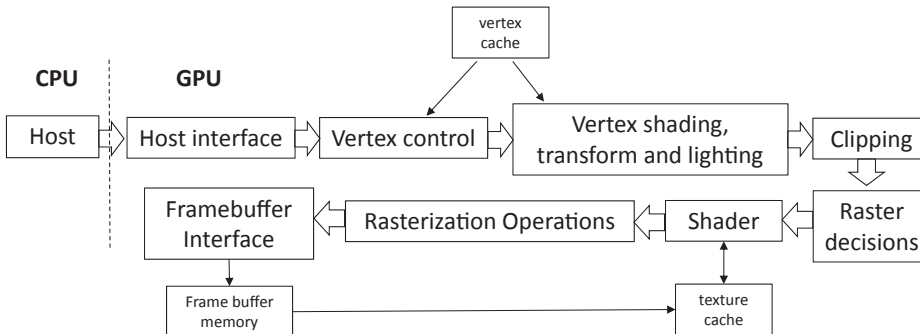 vertex
cache
CPU
GPU
Host
Host interface
Vertex control
Vertex shading,
transform and lighting
Clipping
Framebuffer
Interface
Rasterization Operations
Shader
Raster
decisions
Frame buffer
memory
texture
cache